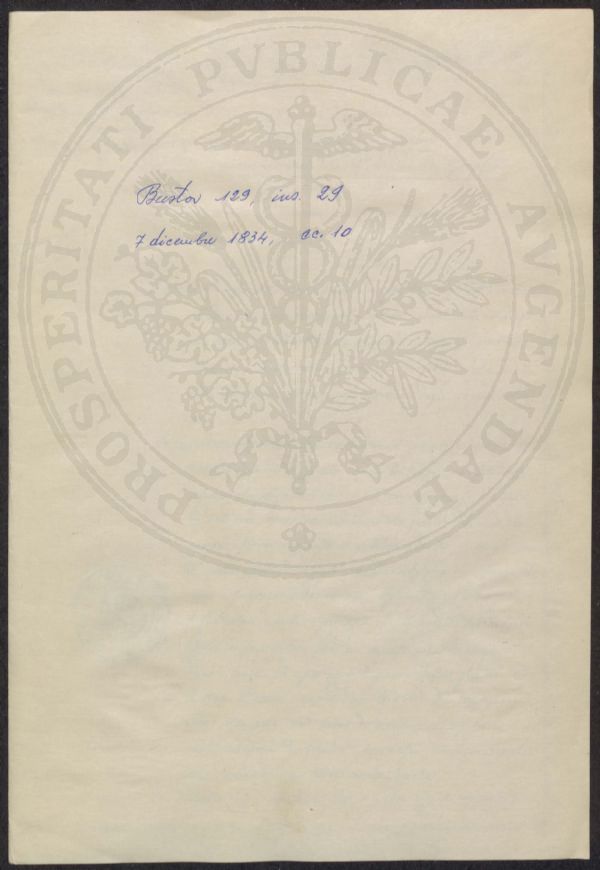 PROSPERITATI PVBLICAE AVGENDAE
Busta 129, ins. 29
7 dicembre 1834, cc. 10